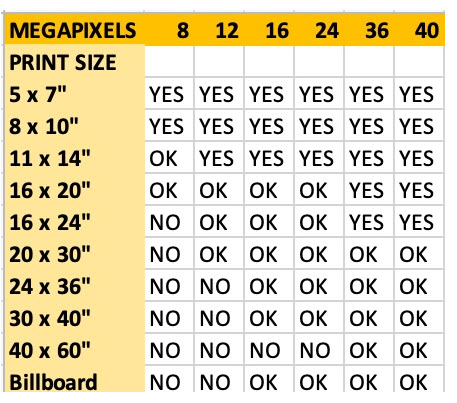 MEGAPIXELS 8 12 16 24 36 40
PRINT SIZE
5 x 7" YES YES YES YES YES YES
8 x 10" YES YES YES YES YES YES
11 x 14" OK YES YES YES YES YES
16 x 20" OK OK OK OK YES YES
16 x 24" NO OK OK OK YES YES
20 x 30" NO OK OK OK OK OK
24 x 36" NO NO OK OK OK OK
30 x 40" NO NO OK OK OK OK
40 x 60" NO NO NO NO OK OK
Billboard NO NO OK OK OK OK